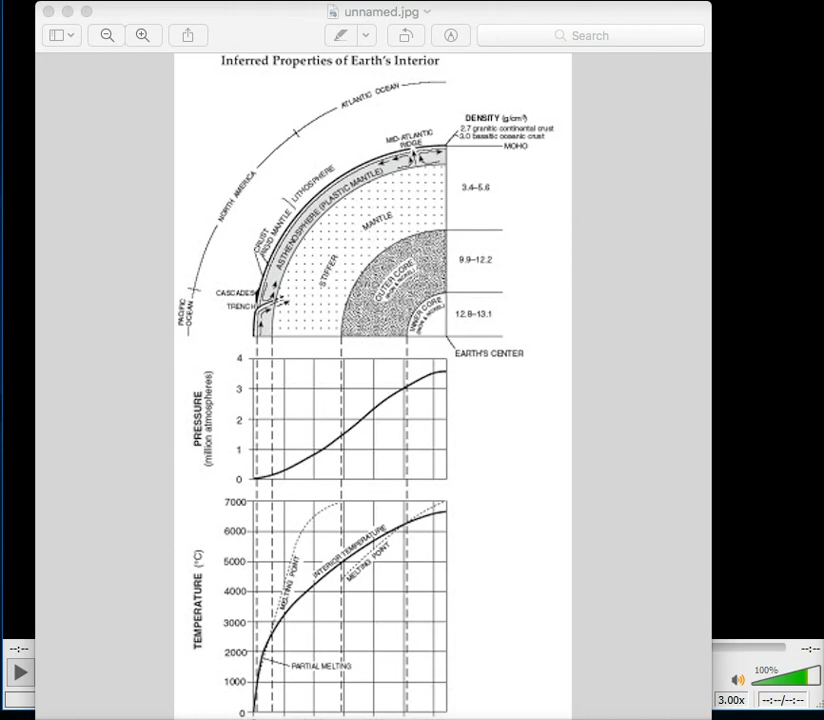 unnamed.jpg
Search
Inferred Properties of Earth's Interior
ATLANTIC OCEAN
NORTH AMERICA
PACIFIC
OCEAN
MID-ATLANTIC
RIDGE
DENSITY (g/cm³)
2.7 granitic continental crust
3.0 basaltic oceanic crust
MOHO
LITHOSPHERE
CRUST
RIGID MANTLE
ASTHENOSPHERE (PLASTIC MANTLE)
3.4–5.6
MANTLE
STIFFER
CASCADES
TRENCH
OUTER CORE
(IRON & NICKEL)
9.9–12.2
INNER CORE
(IRON & NICKEL)
12.8–13.1
EARTH'S CENTER
PRESSURE
(million atmospheres)
4
3
2
1
0
TEMPERATURE (°C)
7000
6000
5000
4000
3000
2000
1000
0
MELTING POINT
INTERIOR TEMPERATURE
MELTING POINT
PARTIAL MELTING
--:--
--:--
100%
3.00x
--:--/--:--